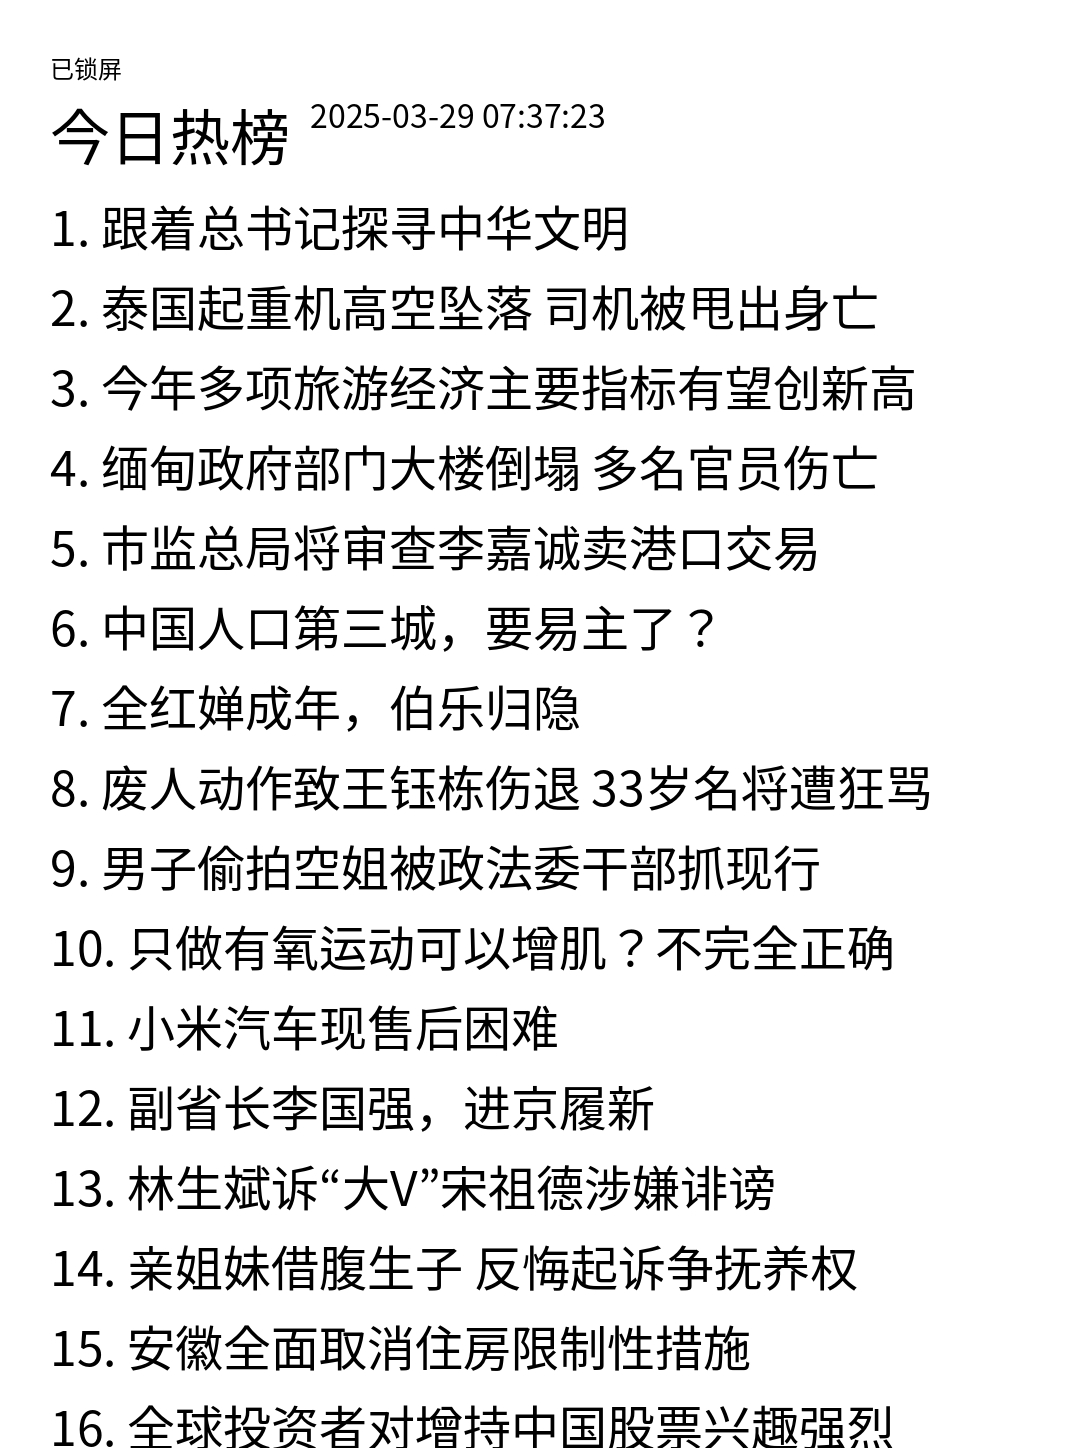 已锁屏
今日热榜 2025-03-29 07:37:23
1. 跟着总书记探寻中华文明
2. 泰国起重机高空坠落 司机被甩出身亡
3. 今年多项旅游经济主要指标有望创新高
4. 缅甸政府部门大楼倒塌 多名官员伤亡
5. 市监总局将审查李嘉诚卖港口交易
6. 中国人口第三城，要易主了？
7. 全红婵成年，伯乐归隐
8. 废人动作致王钰栋伤退 33岁名将遭狂骂
9. 男子偷拍空姐被政法委干部抓现行
10. 只做有氧运动可以增肌？不完全正确
11. 小米汽车现售后困难
12. 副省长李国强，进京履新
13. 林生斌诉“大V”宋祖德涉嫌诽谤
14. 亲姐妹借腹生子 反悔起诉争抚养权
15. 安徽全面取消住房限制性措施
16. 全球投资者对增持中国股票兴趣强烈